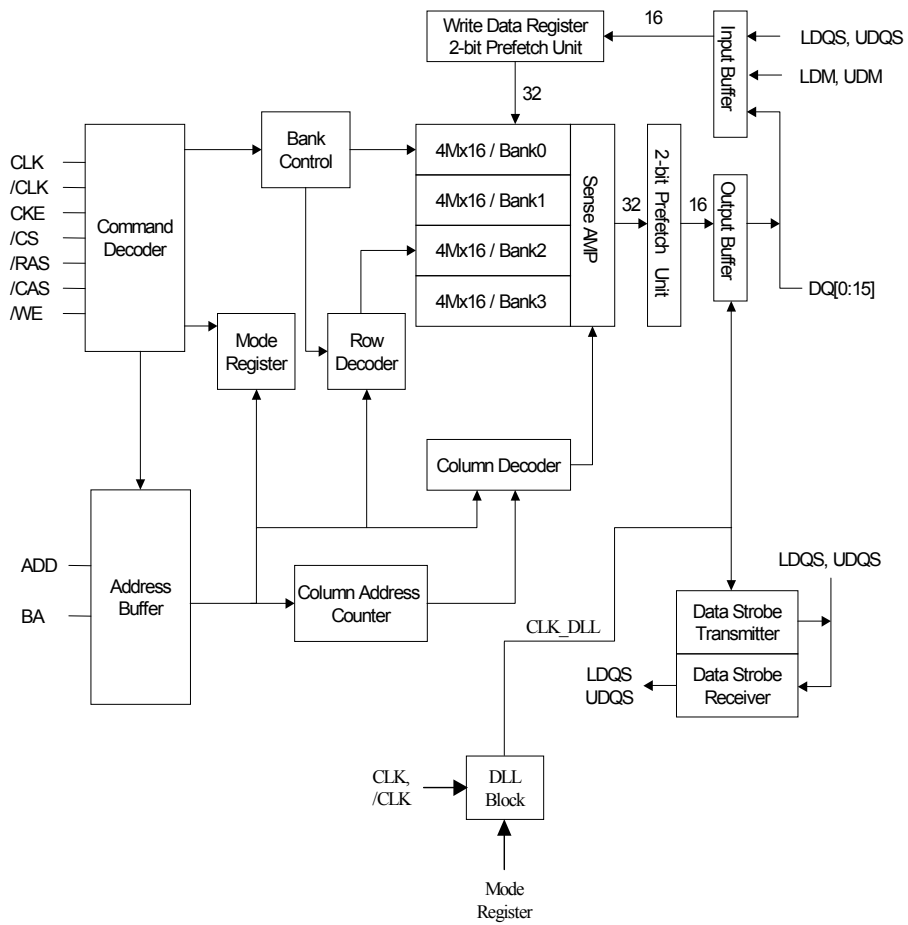 Write Data Register
2-bit Prefetch Unit
16
Input Buffer
LDQS, UDQS
LDM, UDM
32
Bank
Control
4Mx16 / Bank0
4Mx16 / Bank1
4Mx16 / Bank2
4Mx16 / Bank3
Sense AMP
32
2-bit Prefetch Unit
16
Output Buffer
DQ[0:15]
CLK
/CLK
CKE
/CS
/RAS
/CAS
/WE
Command
Decoder
Mode
Register
Row
Decoder
Column Decoder
ADD
BA
Address
Buffer
Column Address
Counter
CLK_DLL
LDQS, UDQS
Data Strobe
Transmitter
Data Strobe
Receiver
LDQS
UDQS
CLK,
/CLK
DLL
Block
Mode
Register